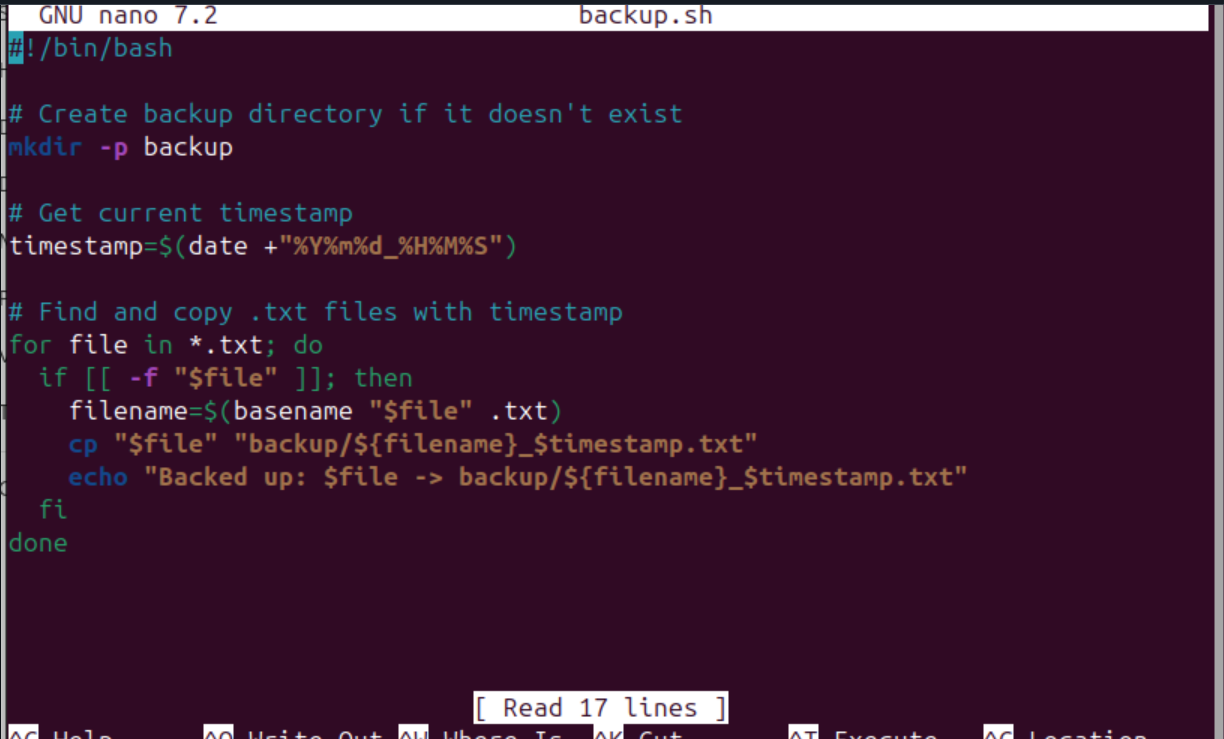 GNU nano 7.2 backup.sh
#!/bin/bash
# Create backup directory if it doesn't exist
mkdir -p backup
# Get current timestamp
timestamp=$(date +"%Y%m%d_%H%M%S")
# Find and copy .txt files with timestamp
for file in *.txt; do
  if [[ -f "$file" ]]; then
    filename=$(basename "$file" .txt)
    cp "$file" "backup/${filename}_$timestamp.txt"
    echo "Backed up: $file -> backup/${filename}_$timestamp.txt"
  fi
done
[ Read 17 lines ]
^G Help ^O Write Out ^W Where Is ^K Cut ^T Execute ^C Location